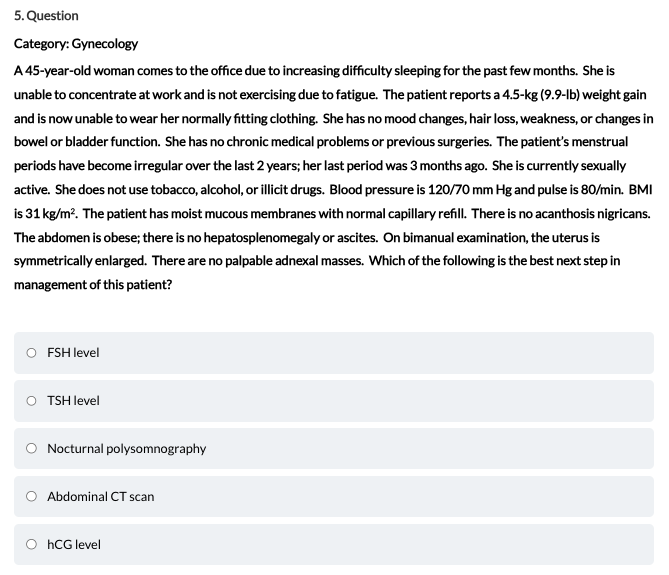 5. Question
Category: Gynecology
A 45-year-old woman comes to the office due to increasing difficulty sleeping for the past few months. She is
unable to concentrate at work and is not exercising due to fatigue. The patient reports a 4.5-kg (9.9-lb) weight gain
and is now unable to wear her normally fitting clothing. She has no mood changes, hair loss, weakness, or changes in
bowel or bladder function. She has no chronic medical problems or previous surgeries. The patient's menstrual
periods have become irregular over the last 2 years; her last period was 3 months ago. She is currently sexually
active. She does not use tobacco, alcohol, or illicit drugs. Blood pressure is 120/70 mm Hg and pulse is 80/min. BMI
is 31 kg/m². The patient has moist mucous membranes with normal capillary refill. There is no acanthosis nigricans.
The abdomen is obese; there is no hepatosplenomegaly or ascites. On bimanual examination, the uterus is
symmetrically enlarged. There are no palpable adnexal masses. Which of the following is the best next step in
management of this patient?
FSH level
TSH level
Nocturnal polysomnography
Abdominal CT scan
hCG level